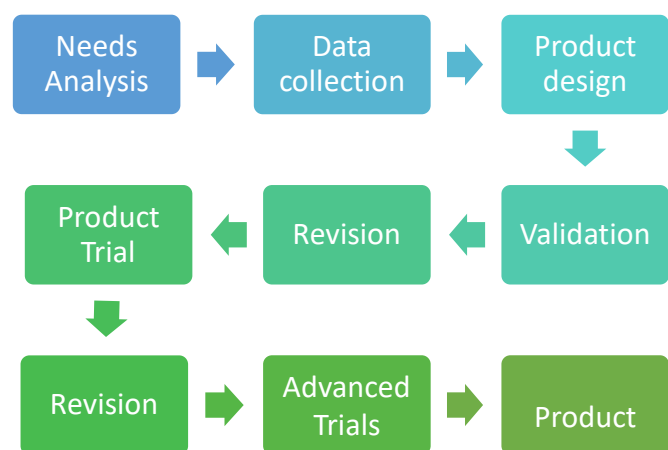 Needs
Analysis
Data
collection
Product
design
Validation
Revision
Product
Trial
Revision
Advanced
Trials
Product